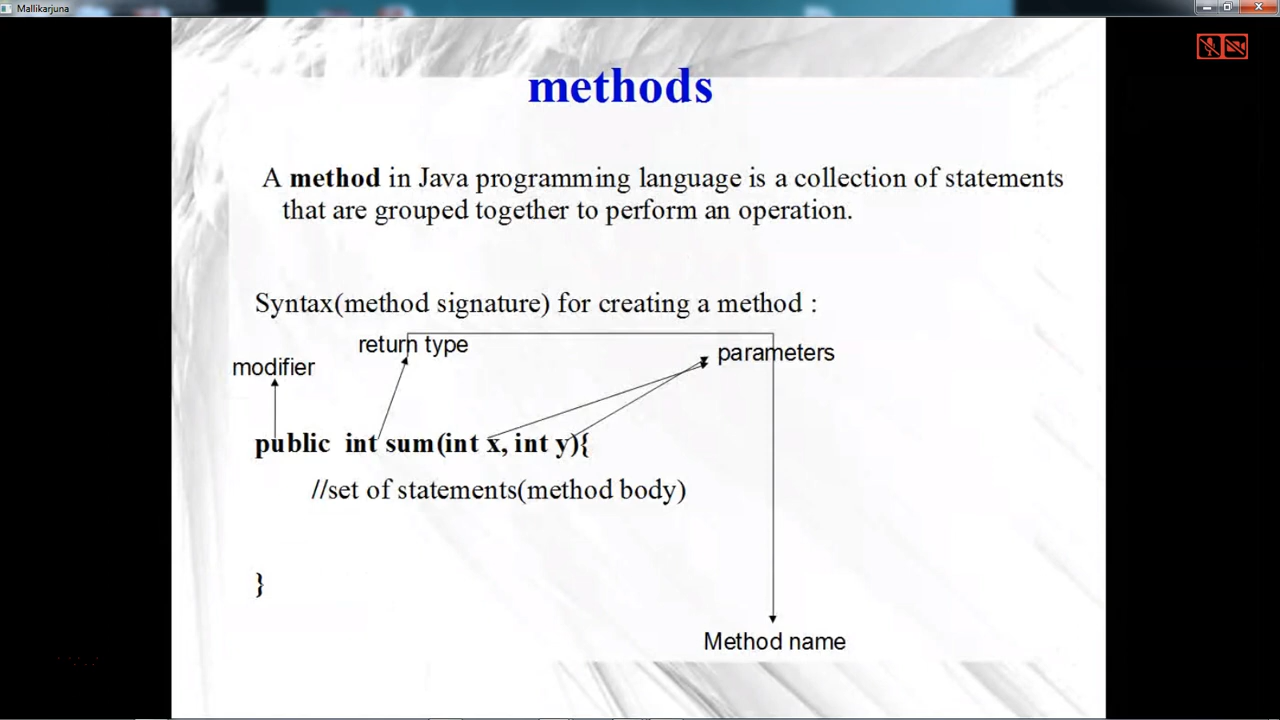 Mallikarjuna
methods
A method in Java programming language is a collection of statements
that are grouped together to perform an operation.
Syntax(method signature) for creating a method :
return type
parameters
modifier
public int sum(int x, int y){
//set of statements(method body)
}
Method name